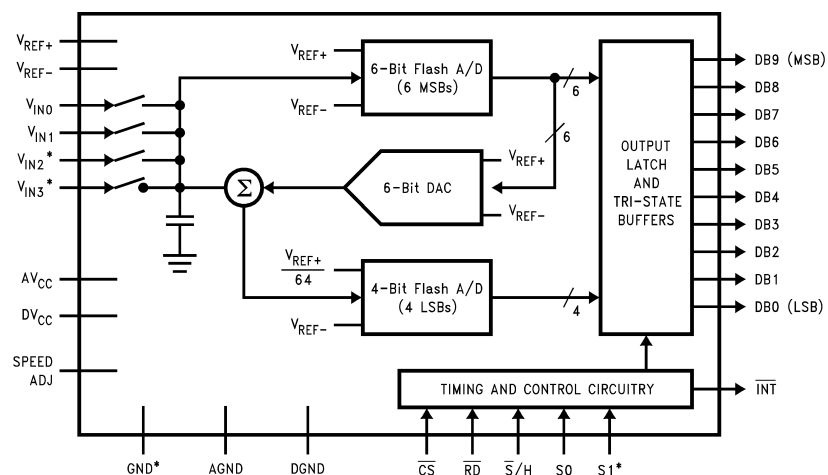 V_REF+
V_REF-
V_IN0
V_IN1
V_IN2*
V_IN3*
AV_CC
DV_CC
SPEED
ADJ
V_REF+
V_REF-
6-Bit Flash A/D
(6 MSBs)
6
6
Σ
6-Bit DAC
V_REF+
V_REF-
V_REF+
64
V_REF-
4-Bit Flash A/D
(4 LSBs)
4
OUTPUT
LATCH
AND
TRI-STATE
BUFFERS
DB9 (MSB)
DB8
DB7
DB6
DB5
DB4
DB3
DB2
DB1
DB0 (LSB)
TIMING AND CONTROL CIRCUITRY
I̅N̅T̅
GND*
AGND
DGND
C̅S̅
R̅D̅
S̅/H
S0
S1*